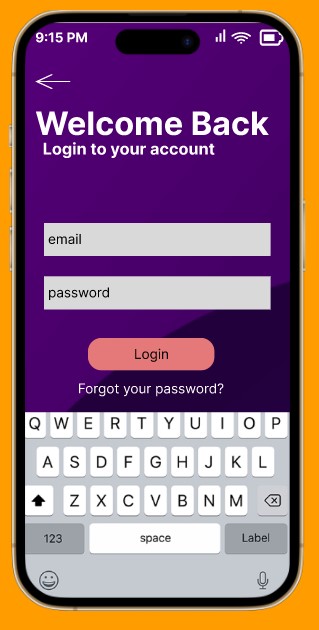 9:15 PM
Welcome Back
Login to your account
email
password
Login
Forgot your password?
Q W E R T Y U I O P
A S D F G H J K L
Z X C V B N M
123 space Label